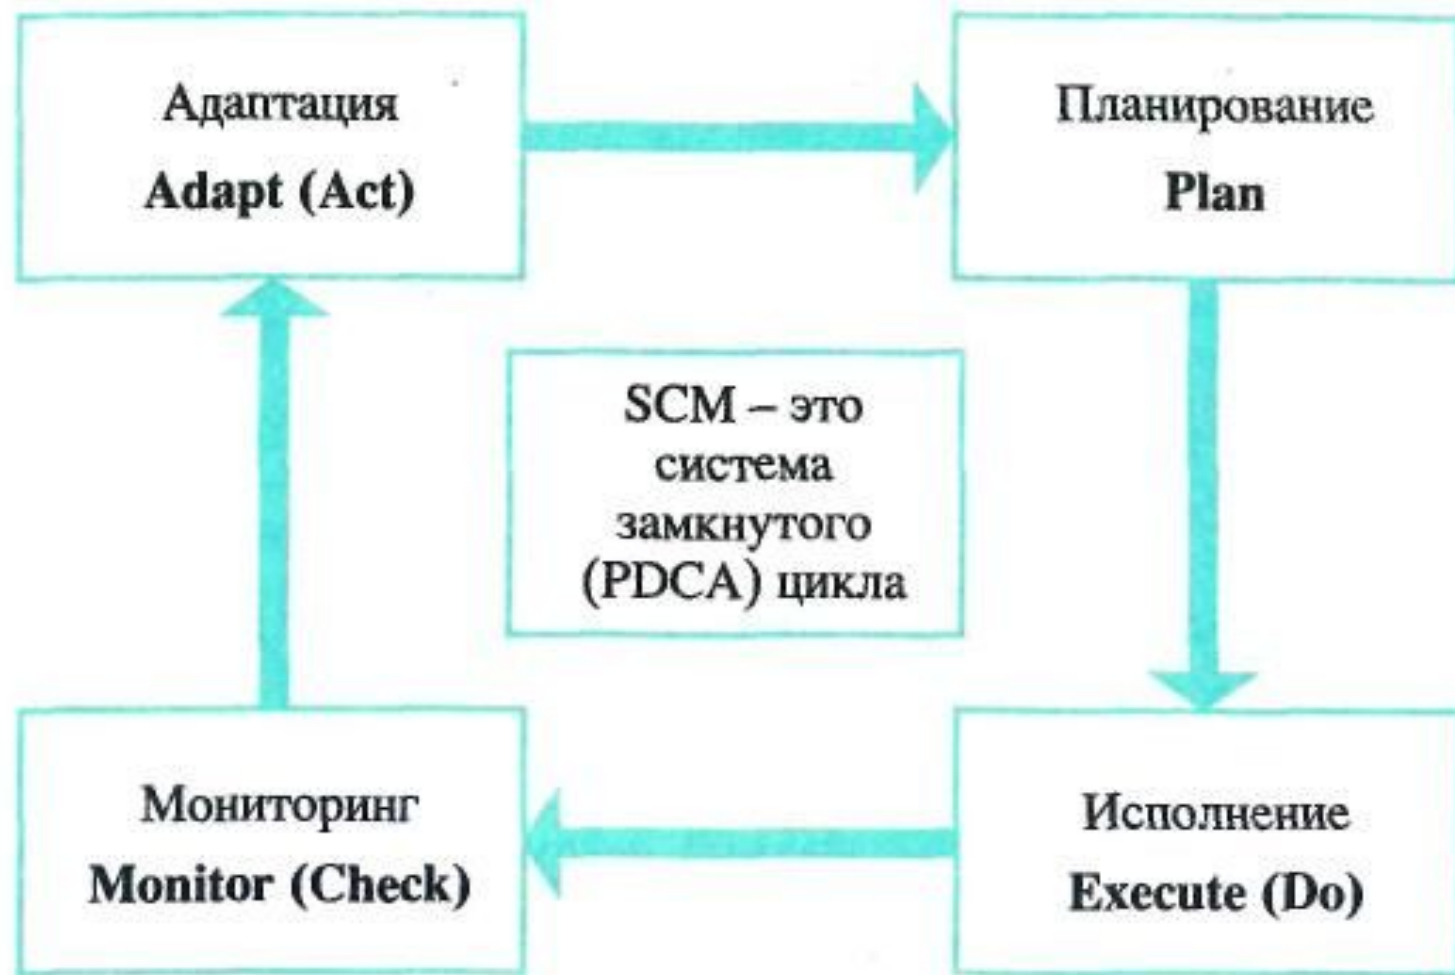 Адаптация
Adapt (Act)
Планирование
Plan
SCM – это
система
замкнутого
(PDCA) цикла
Мониторинг
Monitor (Check)
Исполнение
Execute (Do)